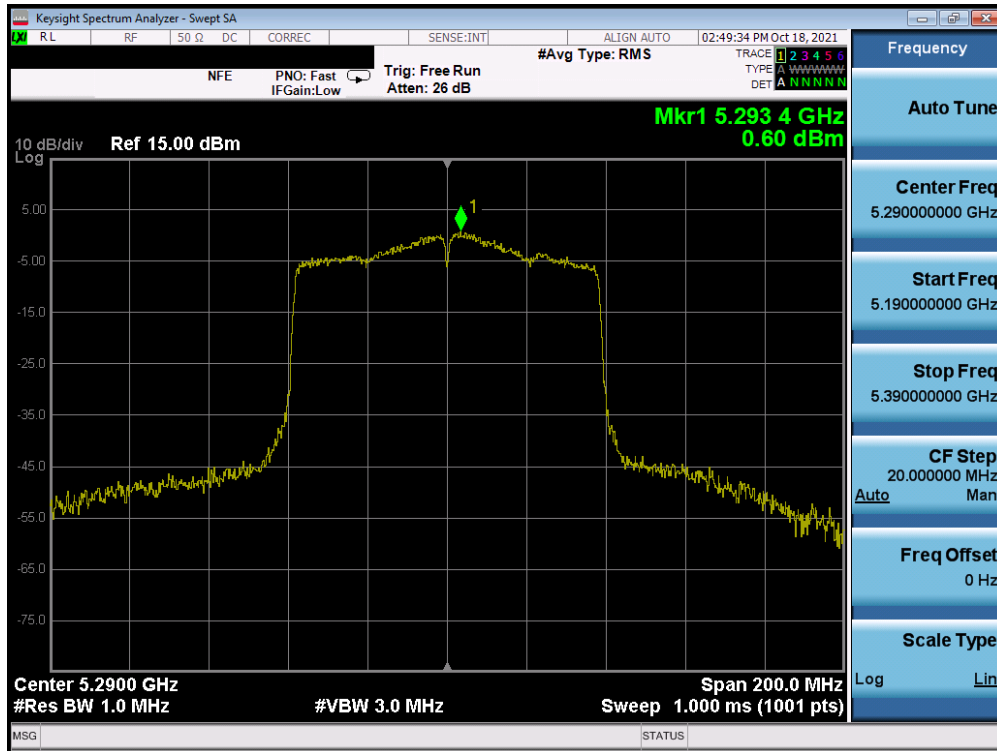 Keysight Spectrum Analyzer - Swept SA
LXI RL RF 50 Ω DC CORREC SENSE:INT ALIGN AUTO 02:49:34 PM Oct 18, 2021
#Avg Type: RMS
TRACE 1 2 3 4 5 6
TYPE A WWWWW
DET A N N N N N
NFE PNO: Fast Trig: Free Run
IFGain:Low Atten: 26 dB
Mkr1 5.293 4 GHz
0.60 dBm
10 dB/div Ref 15.00 dBm
Log
1
5.00
-5.00
-15.0
-25.0
-35.0
-45.0
-55.0
-65.0
-75.0
Center 5.2900 GHz Span 200.0 MHz
#Res BW 1.0 MHz #VBW 3.0 MHz Sweep 1.000 ms (1001 pts)
MSG STATUS
Frequency
Auto Tune
Center Freq
5.290000000 GHz
Start Freq
5.190000000 GHz
Stop Freq
5.390000000 GHz
CF Step
20.000000 MHz
Auto Man
Freq Offset
0 Hz
Scale Type
Log Lin